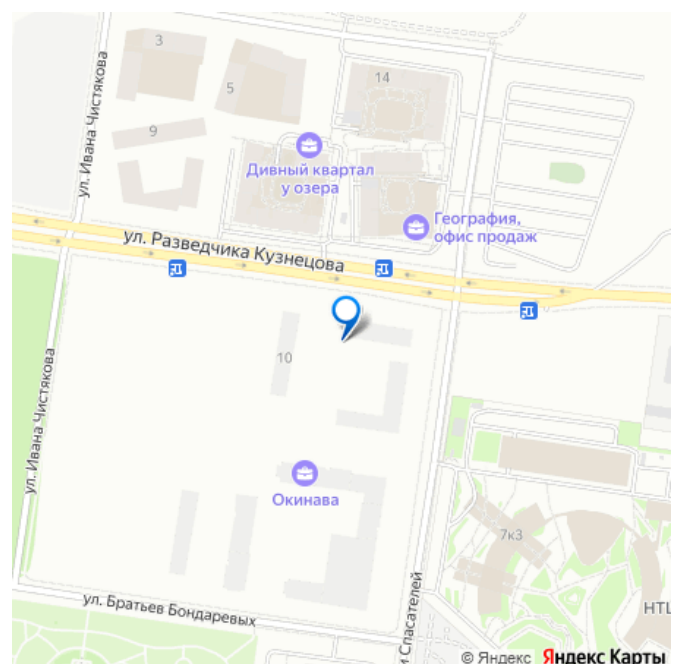 3
14
5
ул. Ивана Чистякова
9
Дивный квартал
у озера
География,
офис продаж
ул. Разведчика Кузнецова
10
ул. Ивана Чистякова
Окинава
7к3
НТЦ
и Спасателей
ул. Братьев Бондаревых
© Яндекс Яндекс Карты